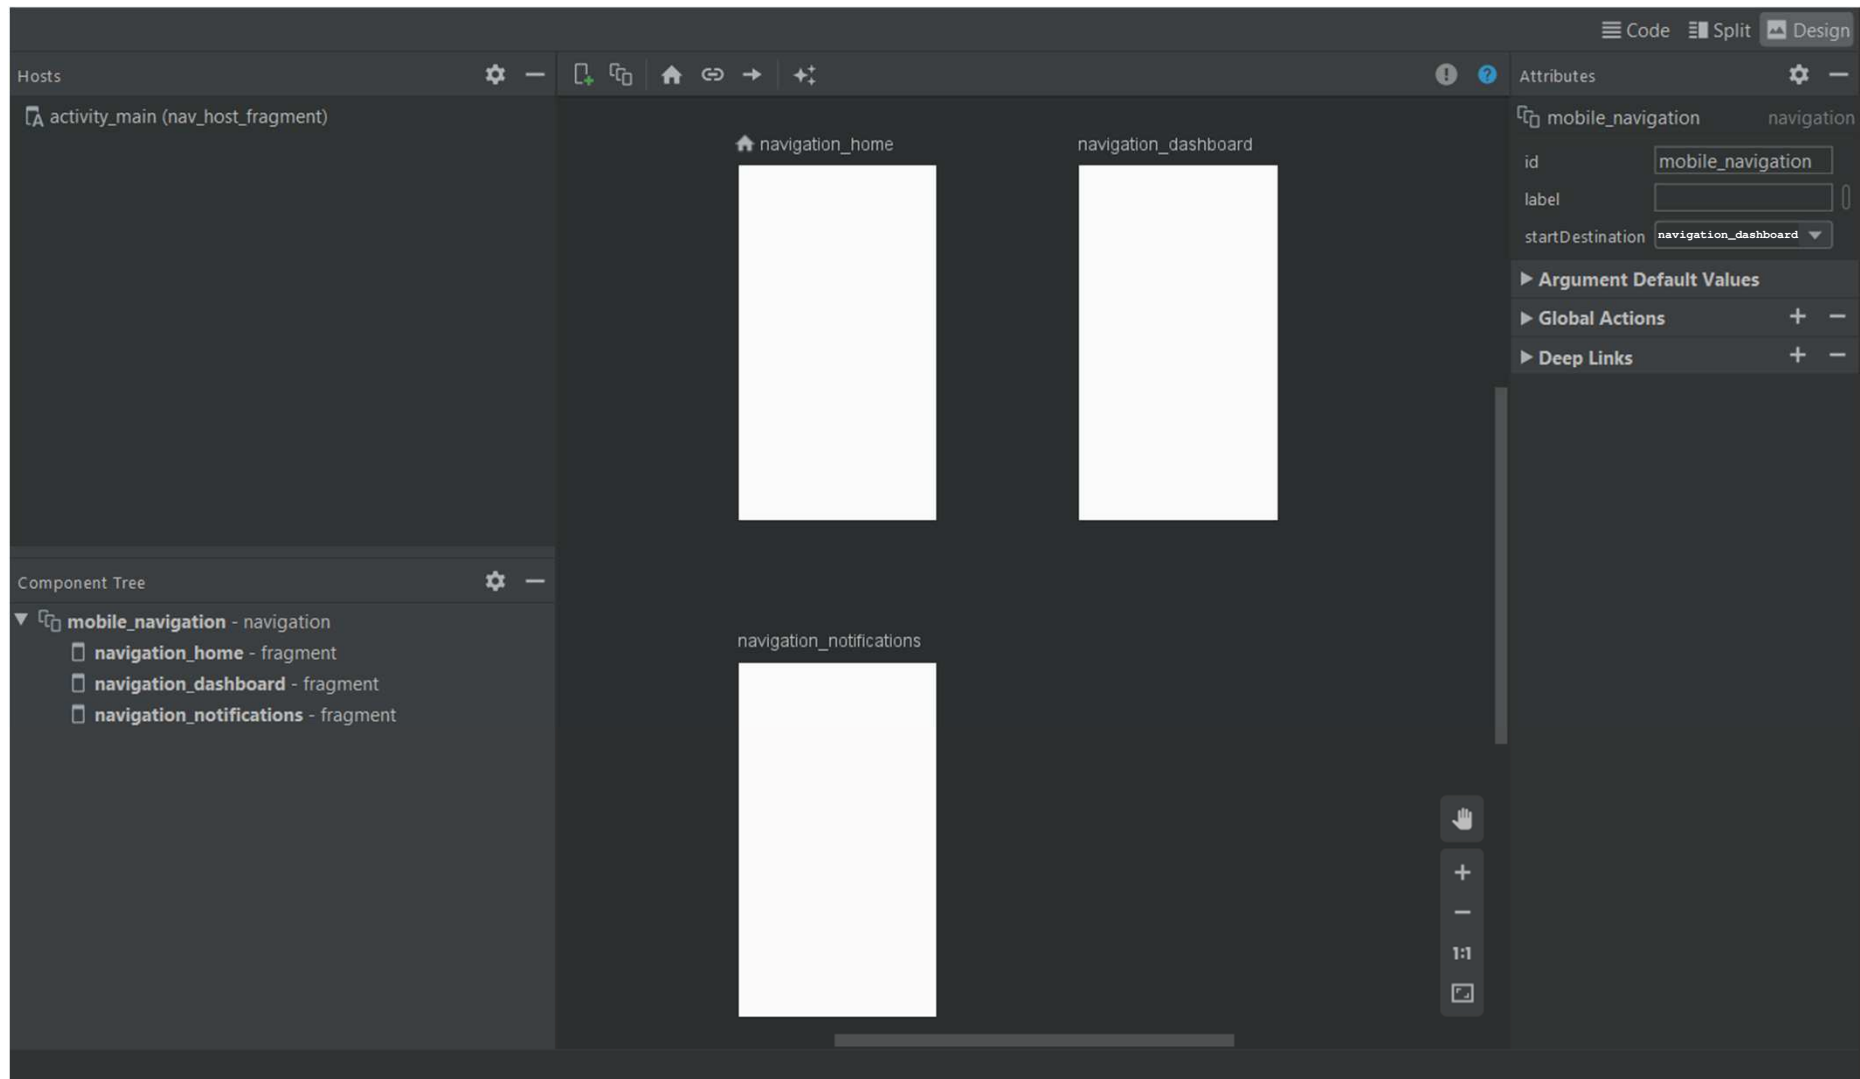 Code Split Design
Hosts
activity_main (nav_host_fragment)
Component Tree
mobile_navigation - navigation
navigation_home - fragment
navigation_dashboard - fragment
navigation_notifications - fragment
navigation_home
navigation_dashboard
navigation_notifications
1:1
Attributes
mobile_navigation navigation
id mobile_navigation
label
startDestination navigation_dashboard
Argument Default Values
Global Actions
Deep Links